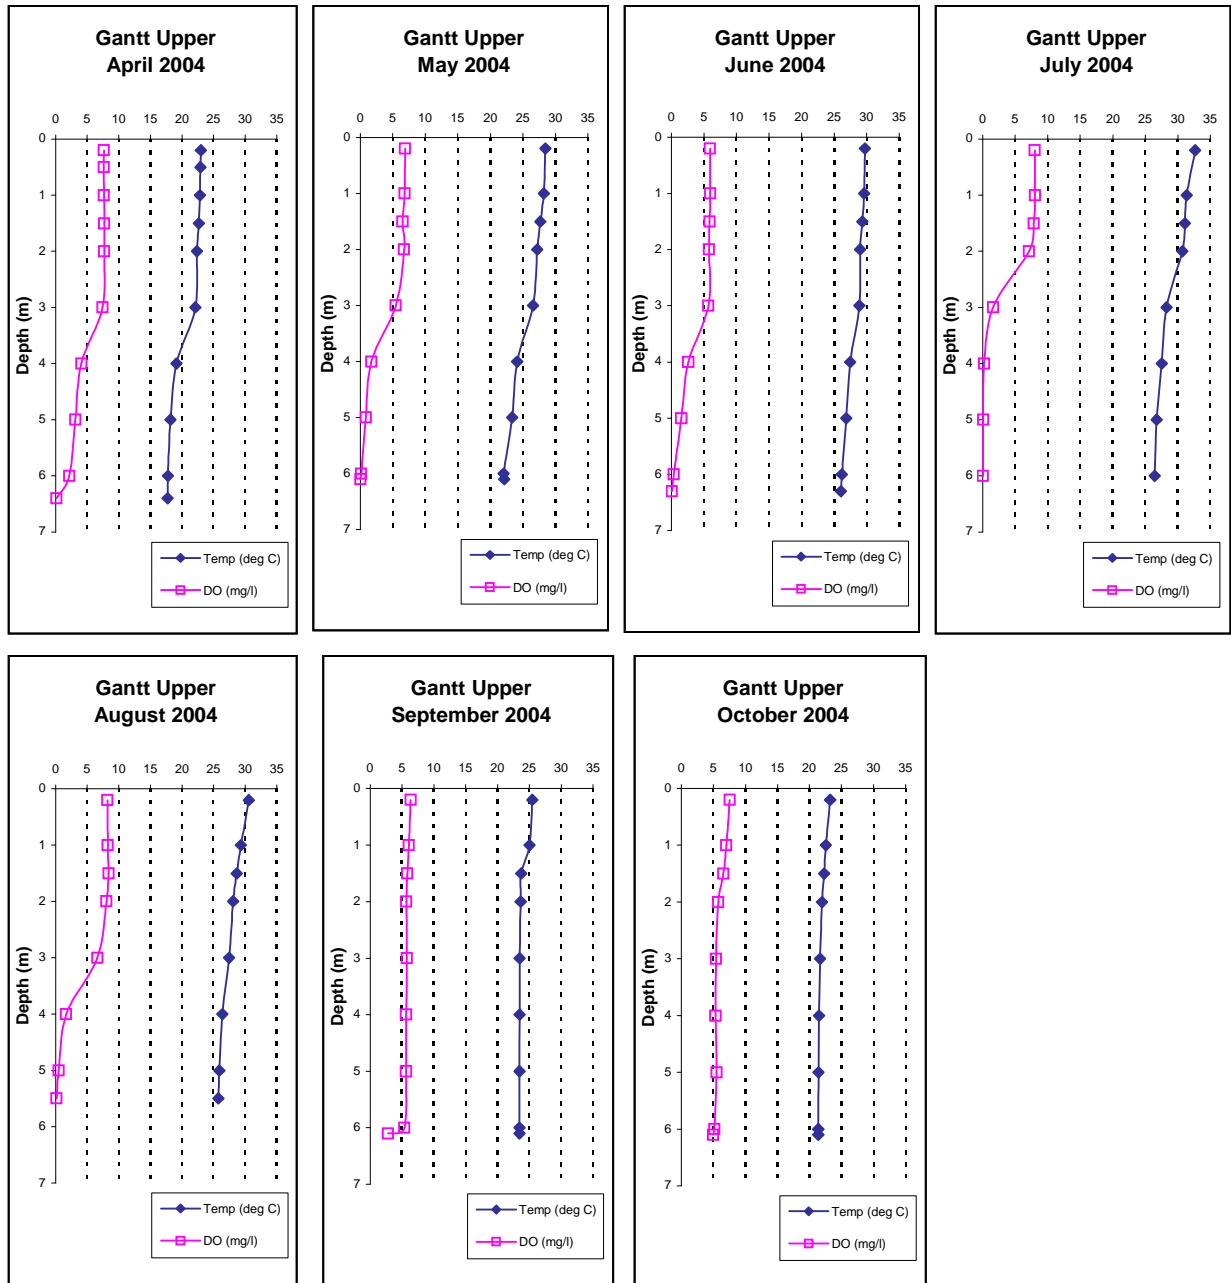 Gantt Upper
April 2004
0 5 10 15 20 25 30 35
0
1
2
3
4
5
6
7
Depth (m)
Temp (deg C)
DO (mg/l)
Gantt Upper
May 2004
0 5 10 15 20 25 30 35
0
1
2
3
4
5
6
7
Depth (m)
Temp (deg C)
DO (mg/l)
Gantt Upper
June 2004
0 5 10 15 20 25 30 35
0
1
2
3
4
5
6
7
Depth (m)
Temp (deg C)
DO (mg/l)
Gantt Upper
July 2004
0 5 10 15 20 25 30 35
0
1
2
3
4
5
6
7
Depth (m)
Temp (deg C)
DO (mg/l)
Gantt Upper
August 2004
0 5 10 15 20 25 30 35
0
1
2
3
4
5
6
7
Depth (m)
Temp (deg C)
DO (mg/l)
Gantt Upper
September 2004
0 5 10 15 20 25 30 35
0
1
2
3
4
5
6
7
Depth (m)
Temp (deg C)
DO (mg/l)
Gantt Upper
October 2004
0 5 10 15 20 25 30 35
0
1
2
3
4
5
6
7
Depth (m)
Temp (deg C)
DO (mg/l)